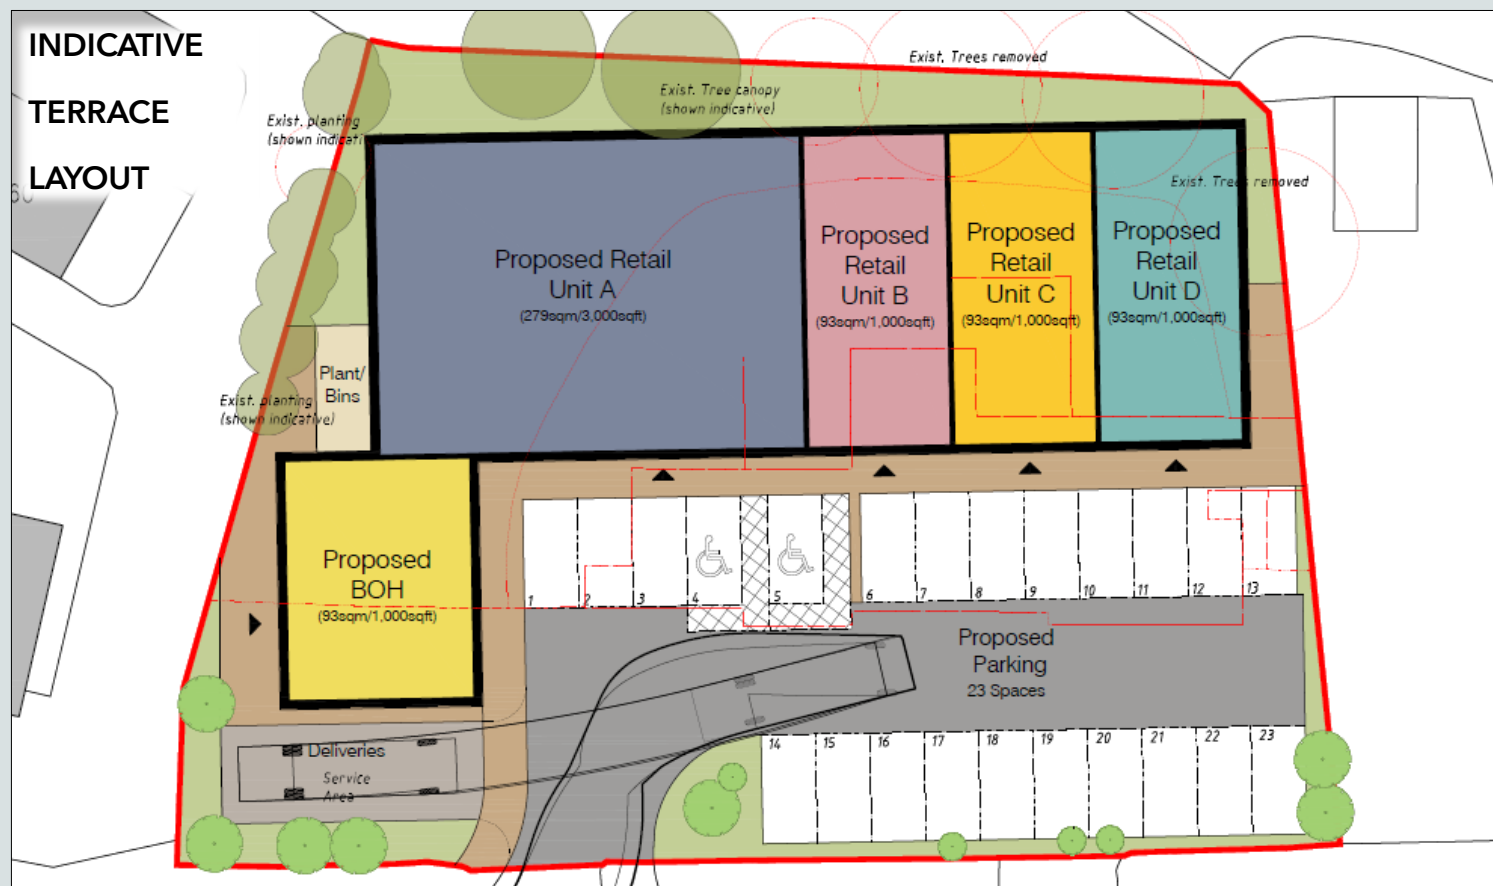 INDICATIVE
TERRACE
LAYOUT
Exist. Trees removed
Exist. Tree canopy
(shown indicative)
Exist. planting
(shown indicati
Exist. Trees removed
Proposed Retail
Unit A
(279sqm/3,000sqft)
Proposed
Retail
Unit B
(93sqm/1,000sqft)
Proposed
Retail
Unit C
(93sqm/1,000sqft)
Proposed
Retail
Unit D
(93sqm/1,000sqft)
Plant/
Bins
Exist. planting
(shown indicative)
Proposed
BOH
(93sqm/1,000sqft)
1
2
3
4
5
6
7
8
9
10
11
12
13
Proposed
Parking
23 Spaces
14
15
16
17
18
19
20
21
22
23
Deliveries
Service
Area